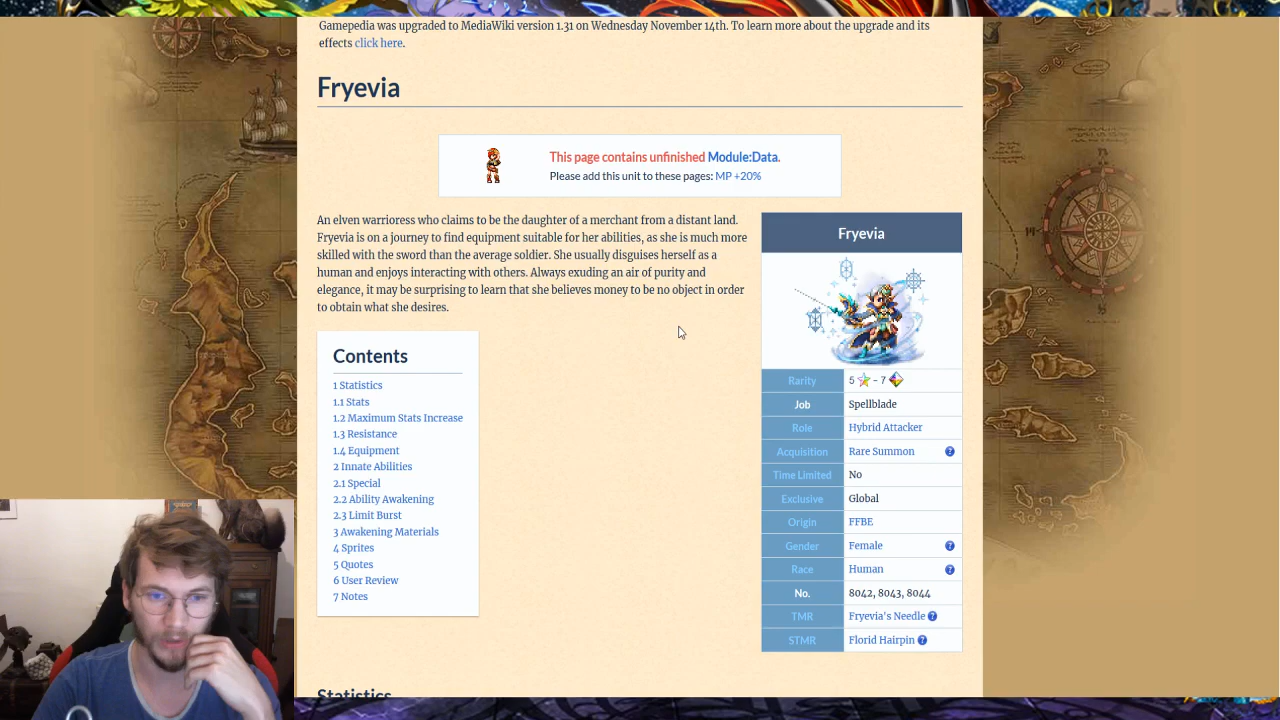 Gamepedia was upgraded to MediaWiki version 1.31 on Wednesday November 14th. To learn more about the upgrade and its
effects click here.
Fryevia
This page contains unfinished Module:Data.
Please add this unit to these pages: MP +20%
An elven warrioress who claims to be the daughter of a merchant from a distant land.
Fryevia is on a journey to find equipment suitable for her abilities, as she is much more
skilled with the sword than the average soldier. She usually disguises herself as a
human and enjoys interacting with others. Always exuding an air of purity and
elegance, it may be surprising to learn that she believes money to be no object in order
to obtain what she desires.
Contents
1 Statistics
1.1 Stats
1.2 Maximum Stats Increase
1.3 Resistance
1.4 Equipment
2 Innate Abilities
2.1 Special
2.2 Ability Awakening
2.3 Limit Burst
3 Awakening Materials
4 Sprites
5 Quotes
6 User Review
7 Notes
Fryevia
Rarity 5 - 7
Job Spellblade
Role Hybrid Attacker
Acquisition Rare Summon ?
Time Limited No
Exclusive Global
Origin FFBE
Gender Female ?
Race Human ?
No. 8042, 8043, 8044
TMR Fryevia's Needle ?
STMR Florid Hairpin ?
Statistics